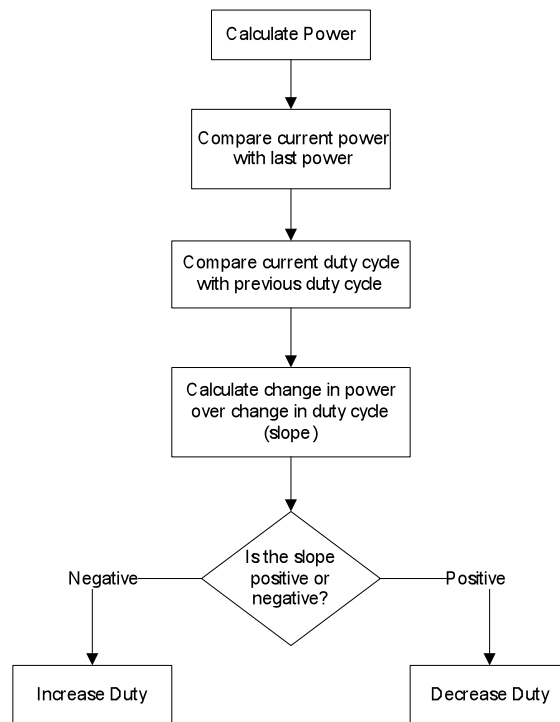 Calculate Power
Compare current power
with last power
Compare current duty cycle
with previous duty cycle
Calculate change in power
over change in duty cycle
(slope)
Is the slope
positive or
negative?
Negative
Positive
Increase Duty
Decrease Duty